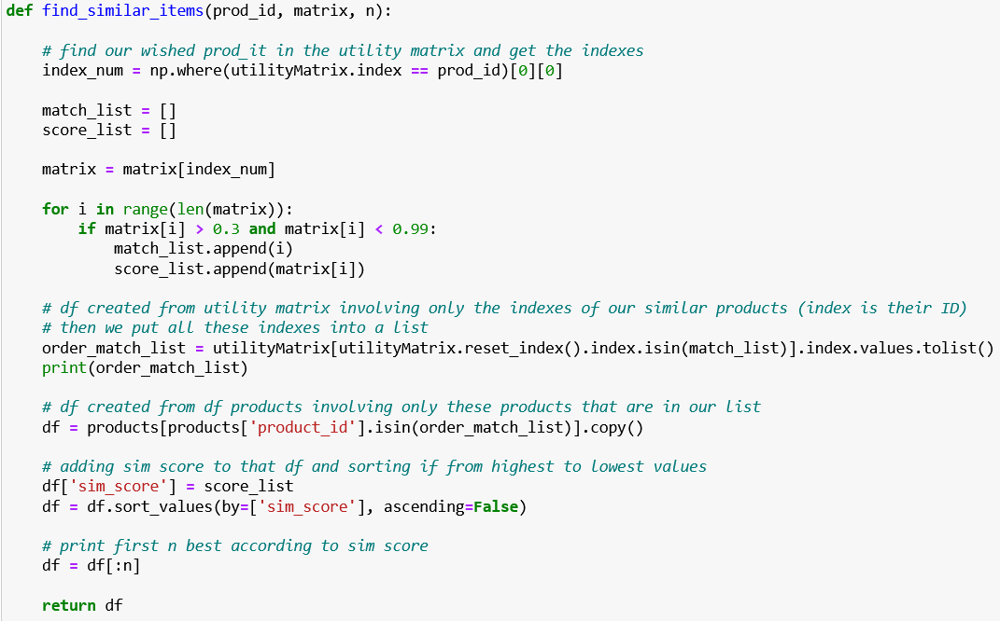 def find_similar_items(prod_id, matrix, n):
# find our wished prod_it in the utility matrix and get the indexes
index_num = np.where(utilityMatrix.index == prod_id)[0][0]
match_list = []
score_list = []
matrix = matrix[index_num]
for i in range(len(matrix)):
if matrix[i] > 0.3 and matrix[i] < 0.99:
match_list.append(i)
score_list.append(matrix[i])
# df created from utility matrix involving only the indexes of our similar products (index is their ID)
# then we put all these indexes into a list
order_match_list = utilityMatrix[utilityMatrix.reset_index().index.isin(match_list)].index.values.tolist()
print(order_match_list)
# df created from df products involving only these products that are in our list
df = products[products['product_id'].isin(order_match_list)].copy()
# adding sim score to that df and sorting if from highest to lowest values
df['sim_score'] = score_list
df = df.sort_values(by=['sim_score'], ascending=False)
# print first n best according to sim score
df = df[:n]
return df